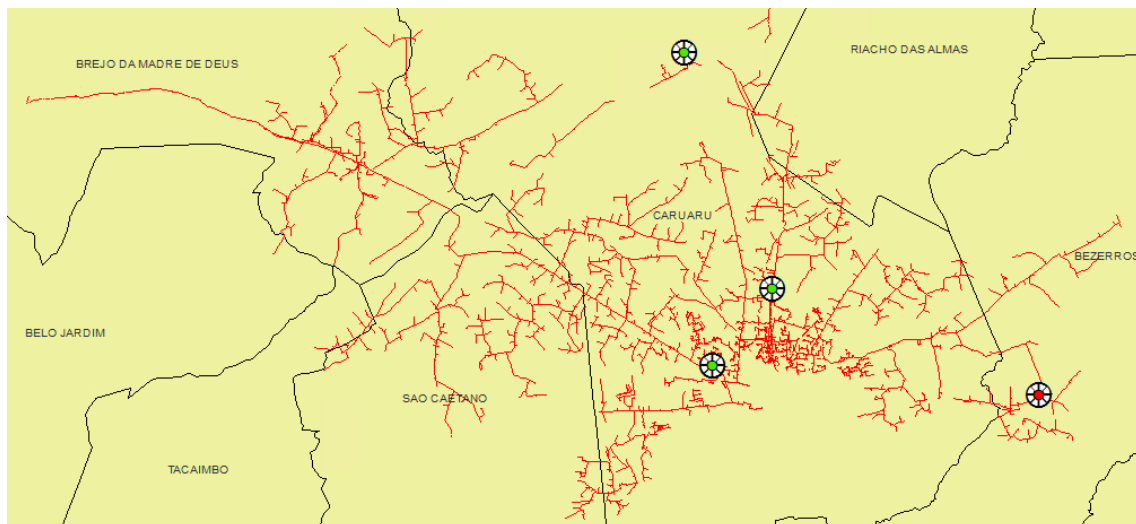 RIACHO DAS ALMAS
BREJO DA MADRE DE DEUS
CARUARU
BEZERROS
BELO JARDIM
SAO CAETANO
TACAIMBO